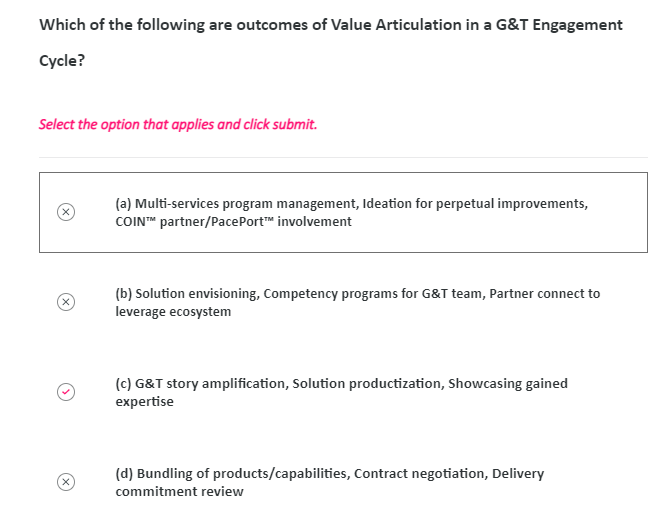 Which of the following are outcomes of Value Articulation in a G&T Engagement
Cycle?
Select the option that applies and click submit.
(a) Multi-services program management, Ideation for perpetual improvements,
COIN™ partner/PacePort™ involvement
(b) Solution envisioning, Competency programs for G&T team, Partner connect to
leverage ecosystem
(c) G&T story amplification, Solution productization, Showcasing gained
expertise
(d) Bundling of products/capabilities, Contract negotiation, Delivery
commitment review